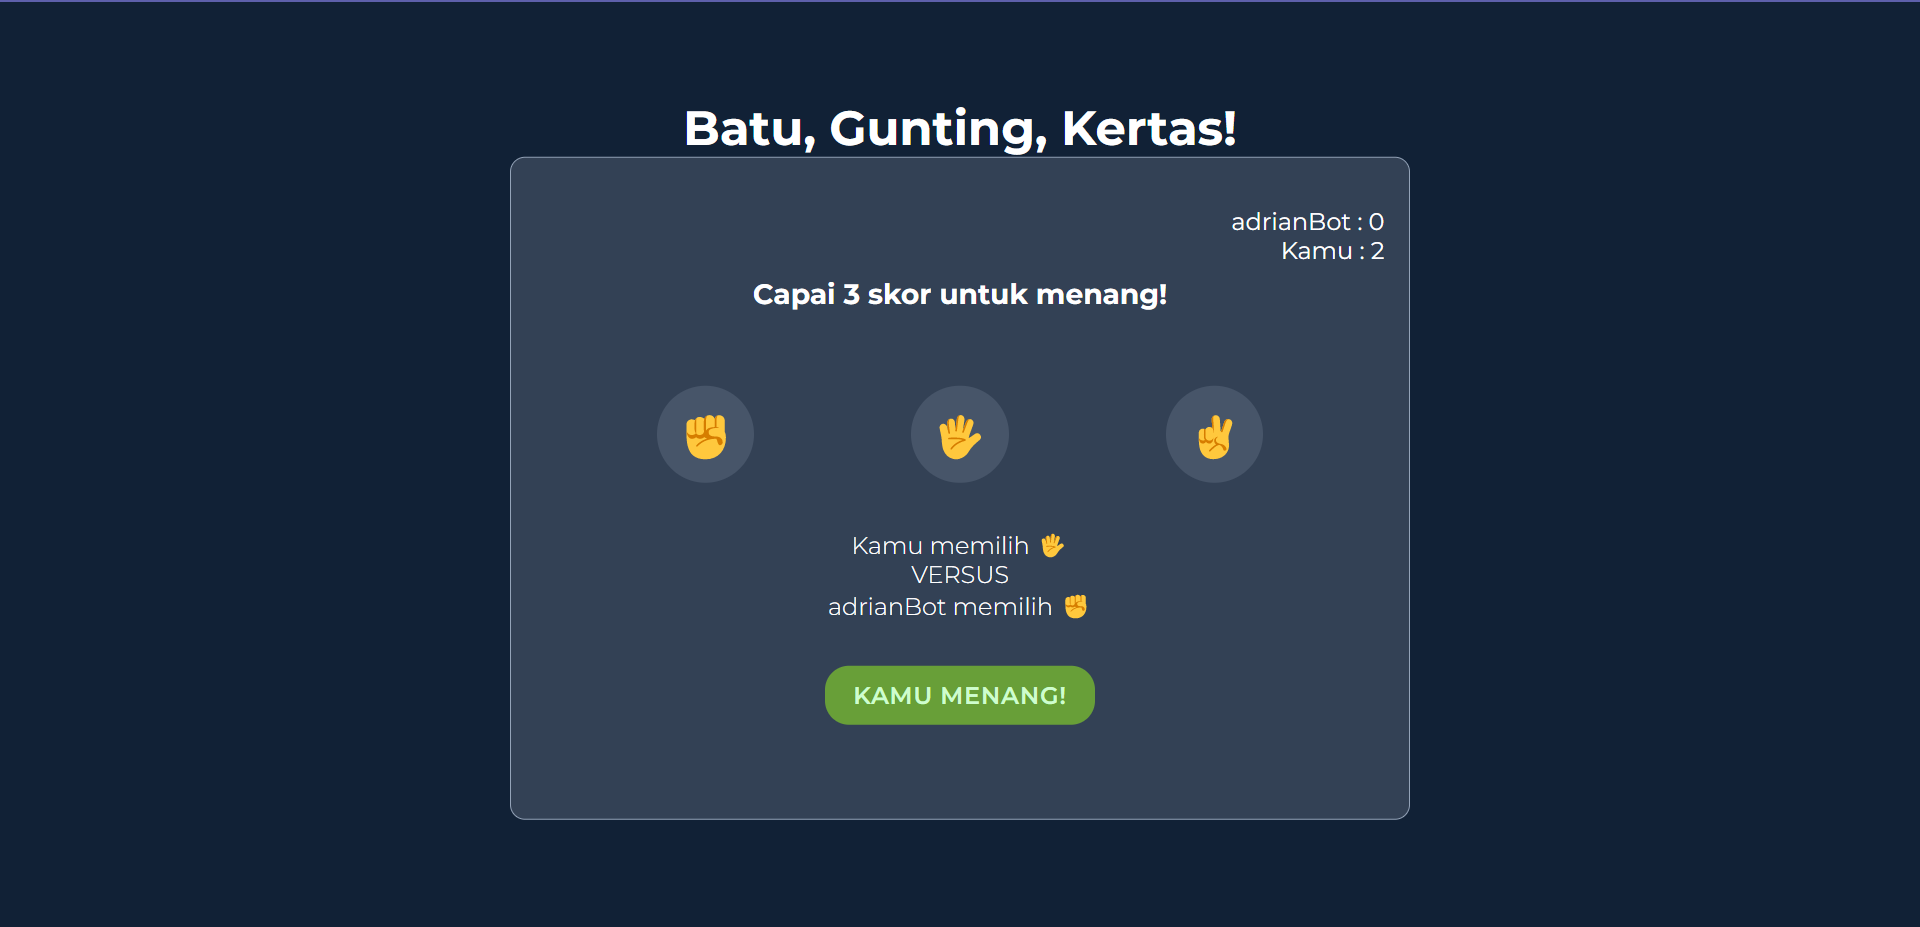 Batu, Gunting, Kertas!
adrianBot : 0
Kamu : 2
Capai 3 skor untuk menang!
✊ 🖐 ✌
Kamu memilih 🖐
VERSUS
adrianBot memilih ✊
KAMU MENANG!